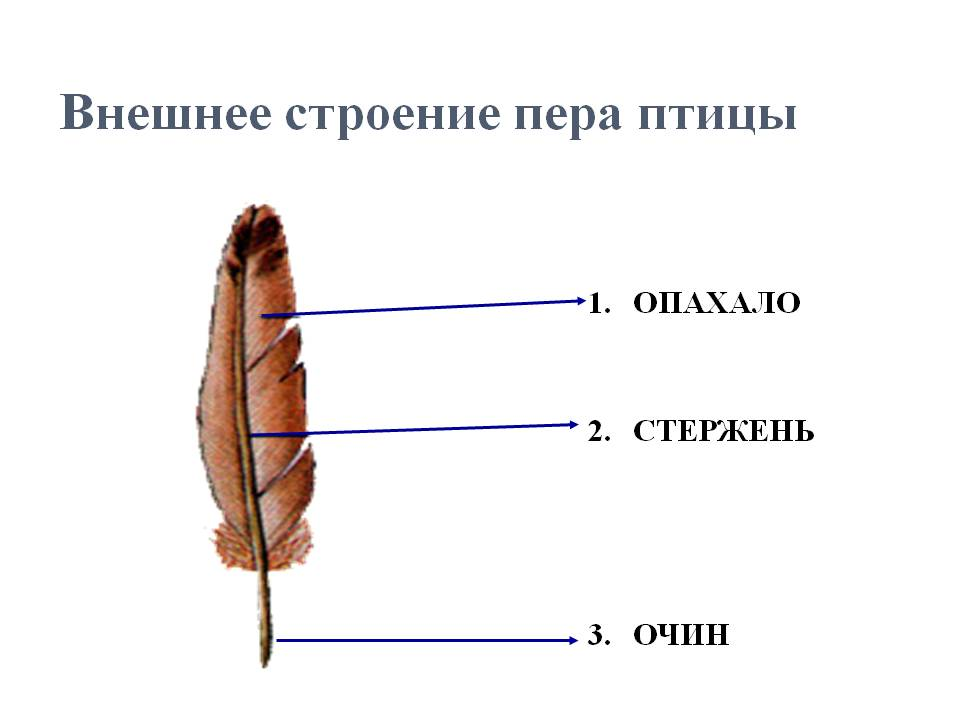 Внешнее строение пера птицы
1. ОПАХАЛО
2. СТЕРЖЕНЬ
3. ОЧИН